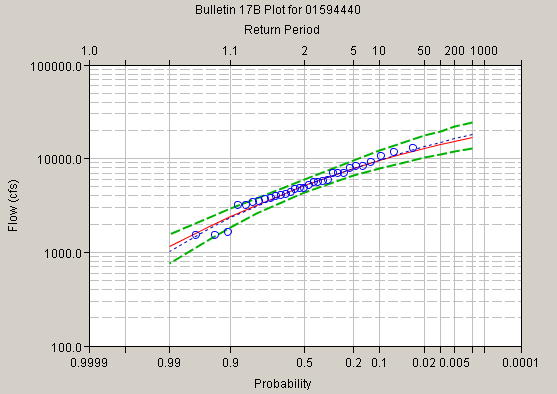 Bulletin 17B Plot for 01594440
Return Period
1.0 1.1 2 5 10 50 200 1000
100000.0
10000.0
1000.0
100.0
Flow (cfs)
0.9999 0.99 0.9 0.5 0.2 0.1 0.02 0.005 0.0001
Probability